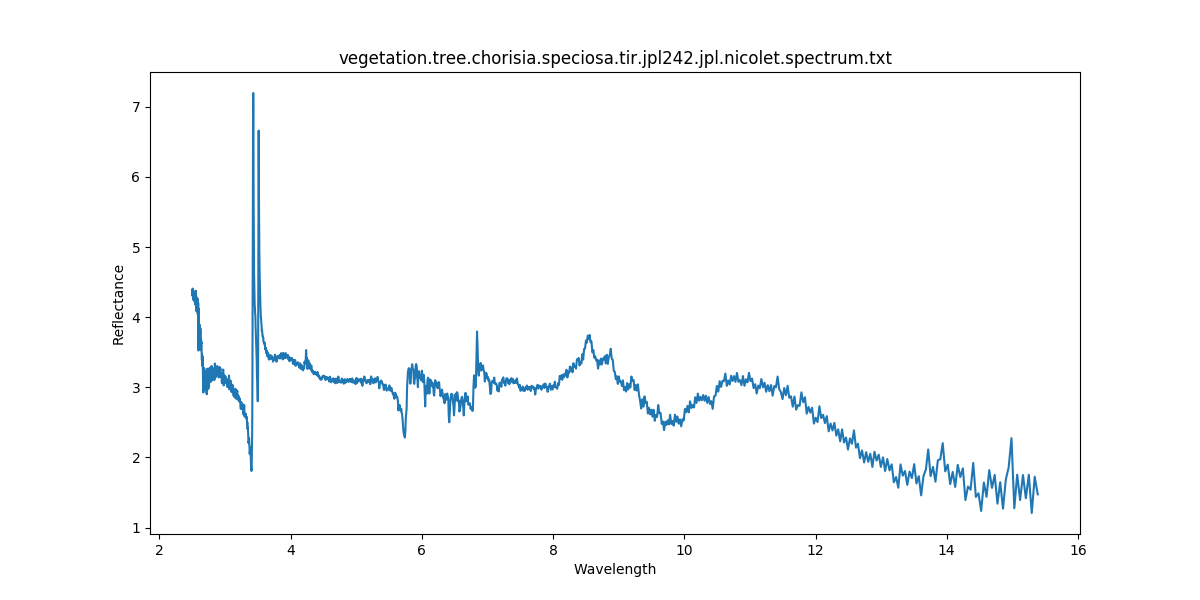 vegetation.tree.chorisia.speciosa.tir.jpl242.jpl.nicolet.spectrum.txt
Reflectance
7
6
5
4
3
2
1
2 4 6 8 10 12 14 16
Wavelength